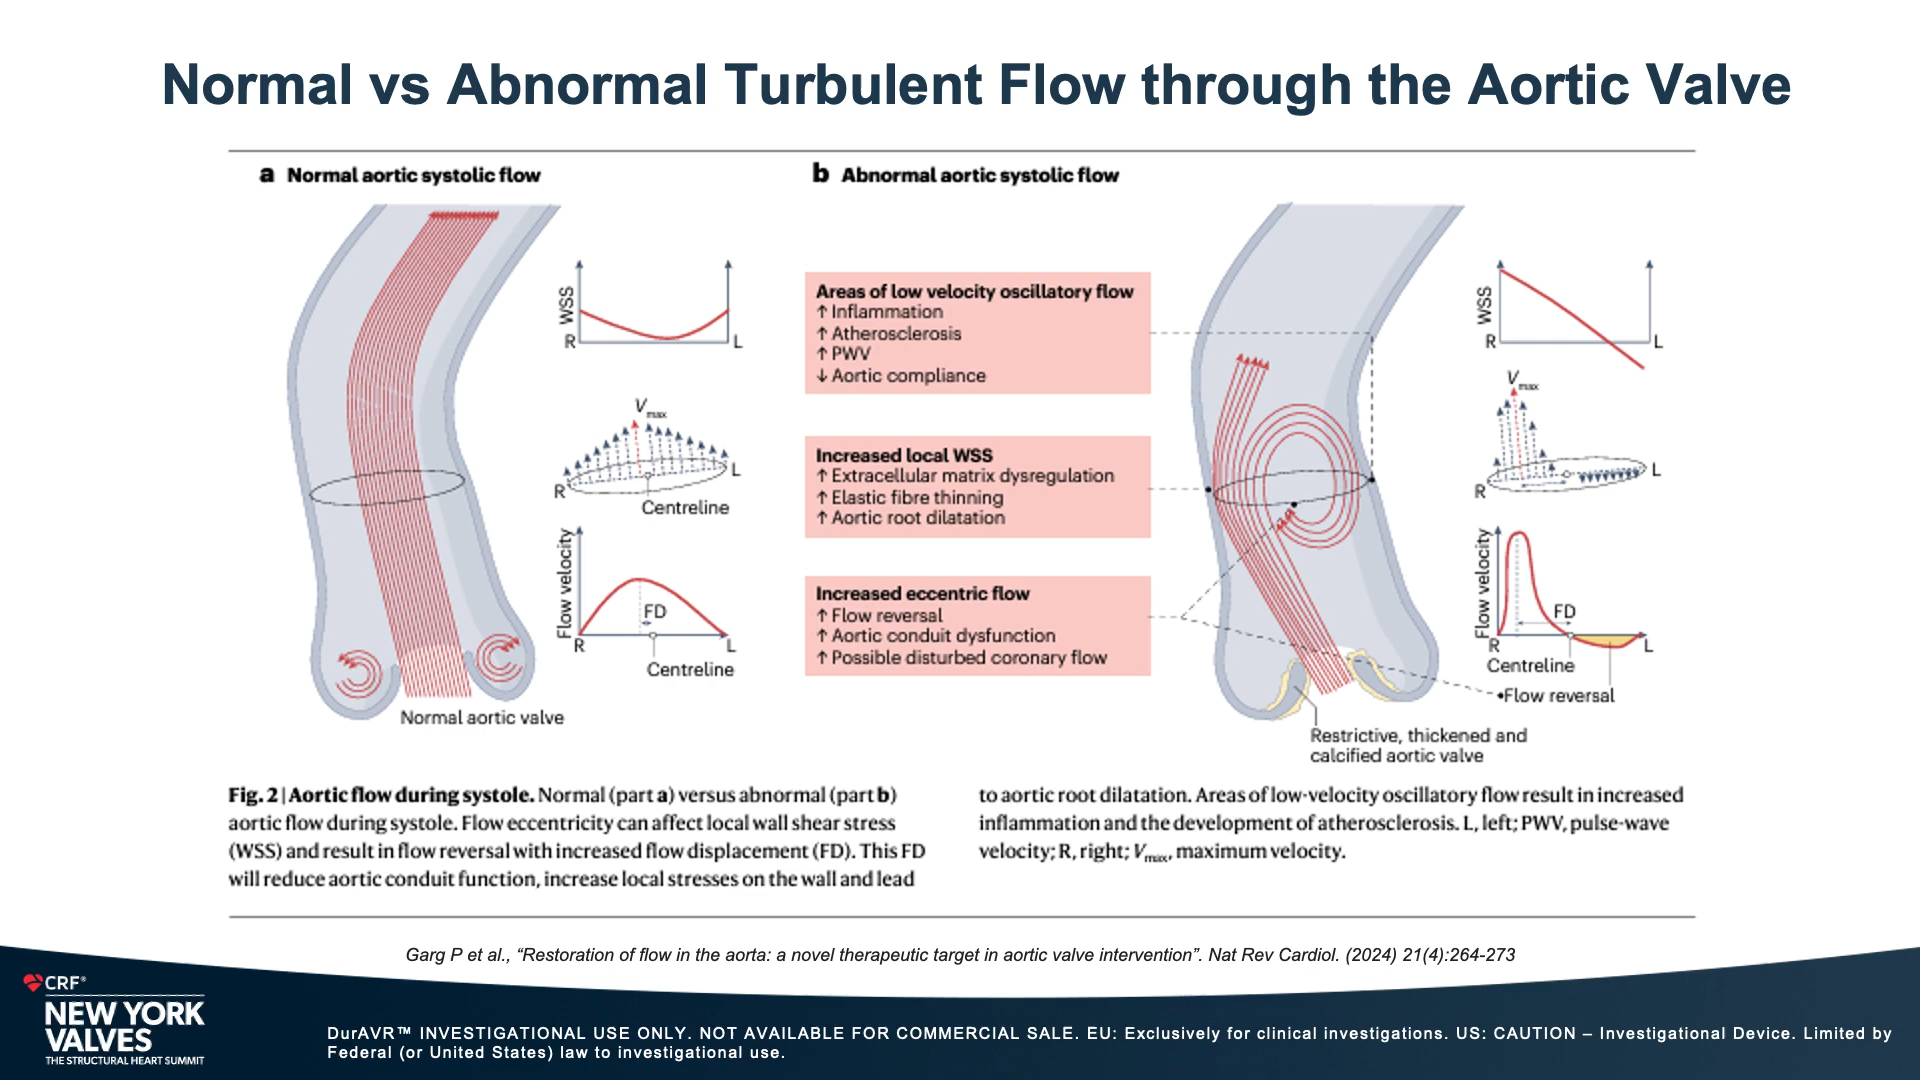 Normal vs Abnormal Turbulent Flow through the Aortic Valve
a Normal aortic systolic flow
WSS
R
L
Vmax
R
L
Centreline
Flow velocity
FD
R
L
Centreline
Normal aortic valve
b Abnormal aortic systolic flow
Areas of low velocity oscillatory flow
↑ Inflammation
↑ Atherosclerosis
↑ PWV
↓ Aortic compliance
Increased local WSS
↑ Extracellular matrix dysregulation
↑ Elastic fibre thinning
↑ Aortic root dilatation
Increased eccentric flow
↑ Flow reversal
↑ Aortic conduit dysfunction
↑ Possible disturbed coronary flow
WSS
R
L
Vmax
R
L
Flow velocity
FD
R
L
Centreline
•Flow reversal
Restrictive, thickened and
calcified aortic valve
Fig. 2 | Aortic flow during systole. Normal (part a) versus abnormal (part b)
aortic flow during systole. Flow eccentricity can affect local wall shear stress
(WSS) and result in flow reversal with increased flow displacement (FD). This FD
will reduce aortic conduit function, increase local stresses on the wall and lead
to aortic root dilatation. Areas of low-velocity oscillatory flow result in increased
inflammation and the development of atherosclerosis. L, left; PWV, pulse-wave
velocity; R, right; Vmax, maximum velocity.
Garg P et al., “Restoration of flow in the aorta: a novel therapeutic target in aortic valve intervention”. Nat Rev Cardiol. (2024) 21(4):264-273
CRF®
NEW YORK
VALVES
THE STRUCTURAL HEART SUMMIT
DurAVR™ INVESTIGATIONAL USE ONLY. NOT AVAILABLE FOR COMMERCIAL SALE. EU: Exclusively for clinical investigations. US: CAUTION – Investigational Device. Limited by
Federal (or United States) law to investigational use.